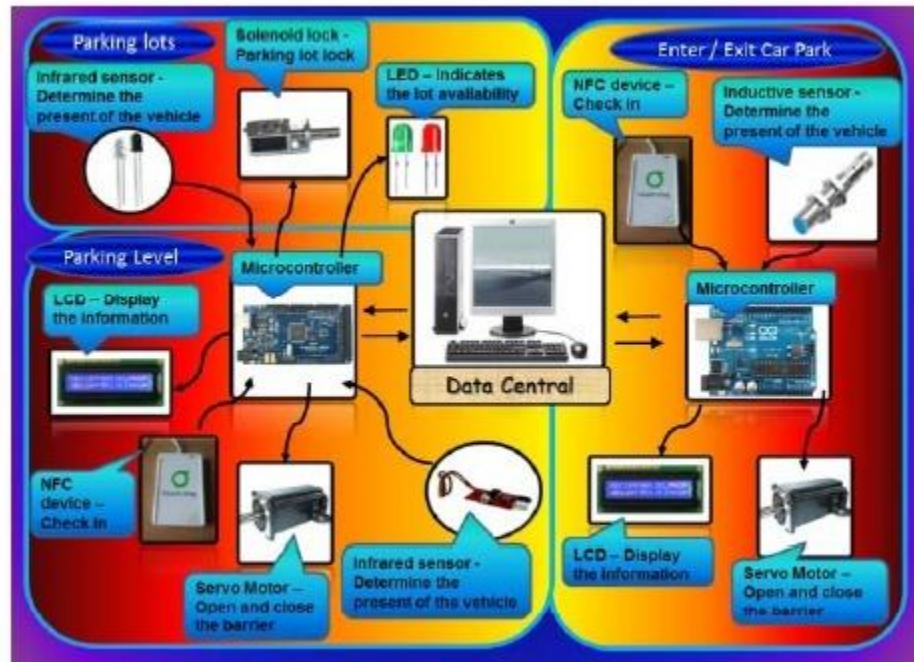 Parking lots
Solenoid lock -
Parking lot lock
Infrared sensor -
Determine the
present of the vehicle
LED – Indicates
the lot availability
Enter / Exit Car Park
NFC device –
Check in
Inductive sensor -
Determine the
present of the vehicle
Parking Level
Microcontroller
LCD – Display
the information
Data Central
Microcontroller
NFC
device –
Check in
Servo Motor –
Open and close
the barrier
Infrared sensor -
Determine the
present of the vehicle
LCD – Display
the information
Servo Motor –
Open and close
the barrier